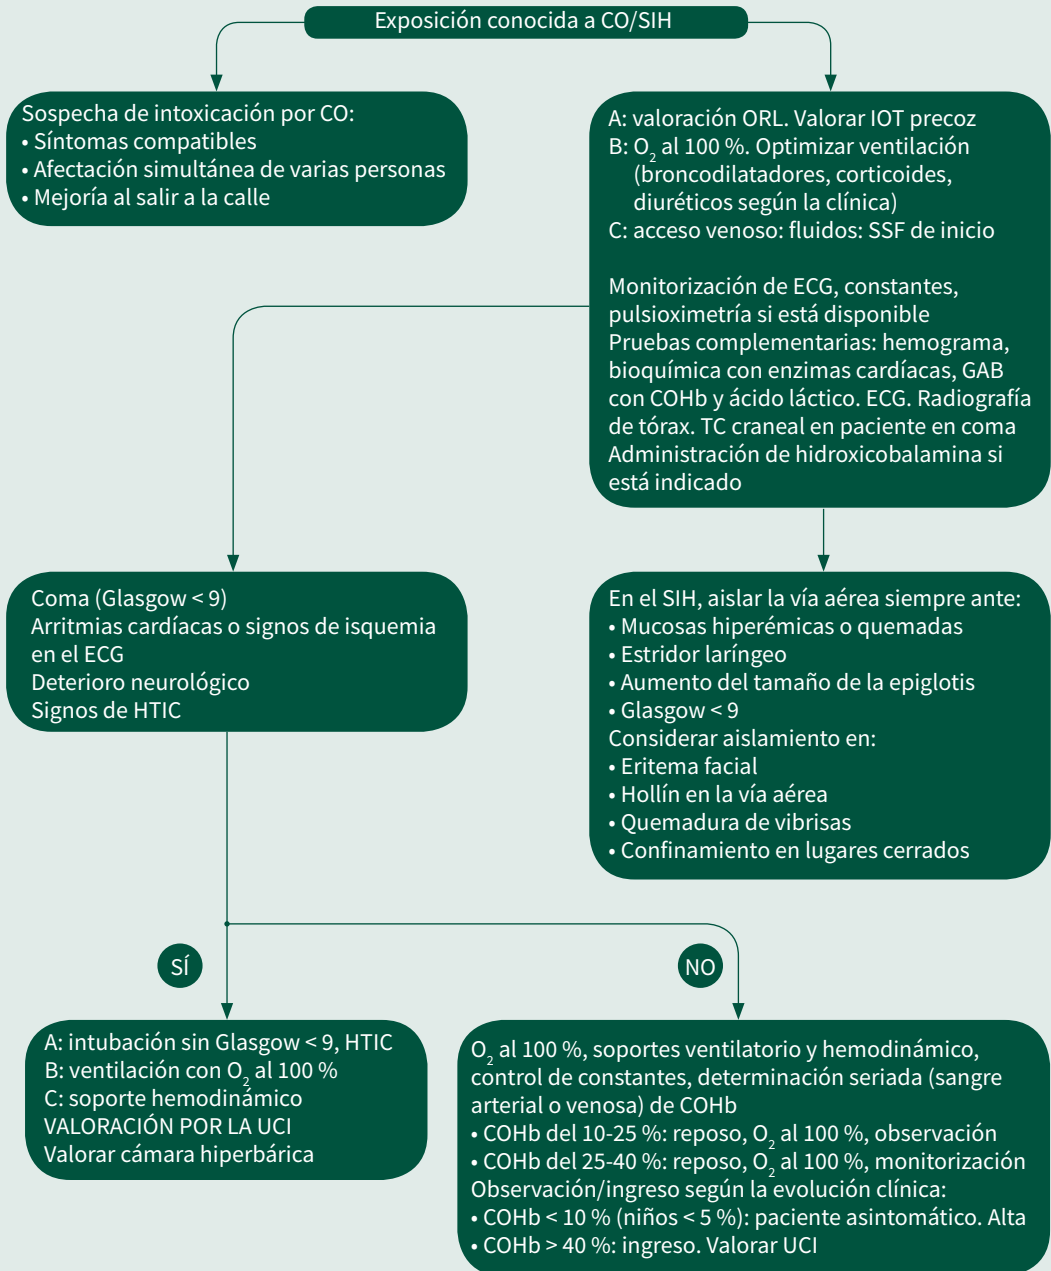 Exposición conocida a CO/SIH
Sospecha de intoxicación por CO:
• Síntomas compatibles
• Afectación simultánea de varias personas
• Mejoría al salir a la calle
A: valoración ORL. Valorar IOT precoz
B: O2 al 100 %. Optimizar ventilación
(broncodilatadores, corticoides,
diuréticos según la clínica)
C: acceso venoso: fluidos: SSF de inicio
Monitorización de ECG, constantes,
pulsioximetría si está disponible
Pruebas complementarias: hemograma,
bioquímica con enzimas cardíacas, GAB
con COHb y ácido láctico. ECG. Radiografía
de tórax. TC craneal en paciente en coma
Administración de hidroxicobalamina si
está indicado
Coma (Glasgow < 9)
Arritmias cardíacas o signos de isquemia
en el ECG
Deterioro neurológico
Signos de HTIC
En el SIH, aislar la vía aérea siempre ante:
• Mucosas hiperémicas o quemadas
• Estridor laríngeo
• Aumento del tamaño de la epiglotis
• Glasgow < 9
Considerar aislamiento en:
• Eritema facial
• Hollín en la vía aérea
• Quemadura de vibrisas
• Confinamiento en lugares cerrados
SÍ
NO
A: intubación sin Glasgow < 9, HTIC
B: ventilación con O2 al 100 %
C: soporte hemodinámico
VALORACIÓN POR LA UCI
Valorar cámara hiperbárica
O2 al 100 %, soportes ventilatorio y hemodinámico,
control de constantes, determinación seriada (sangre
arterial o venosa) de COHb
• COHb del 10-25 %: reposo, O2 al 100 %, observación
• COHb del 25-40 %: reposo, O2 al 100 %, monitorización
Observación/ingreso según la evolución clínica:
• COHb < 10 % (niños < 5 %): paciente asintomático. Alta
• COHb > 40 %: ingreso. Valorar UCI